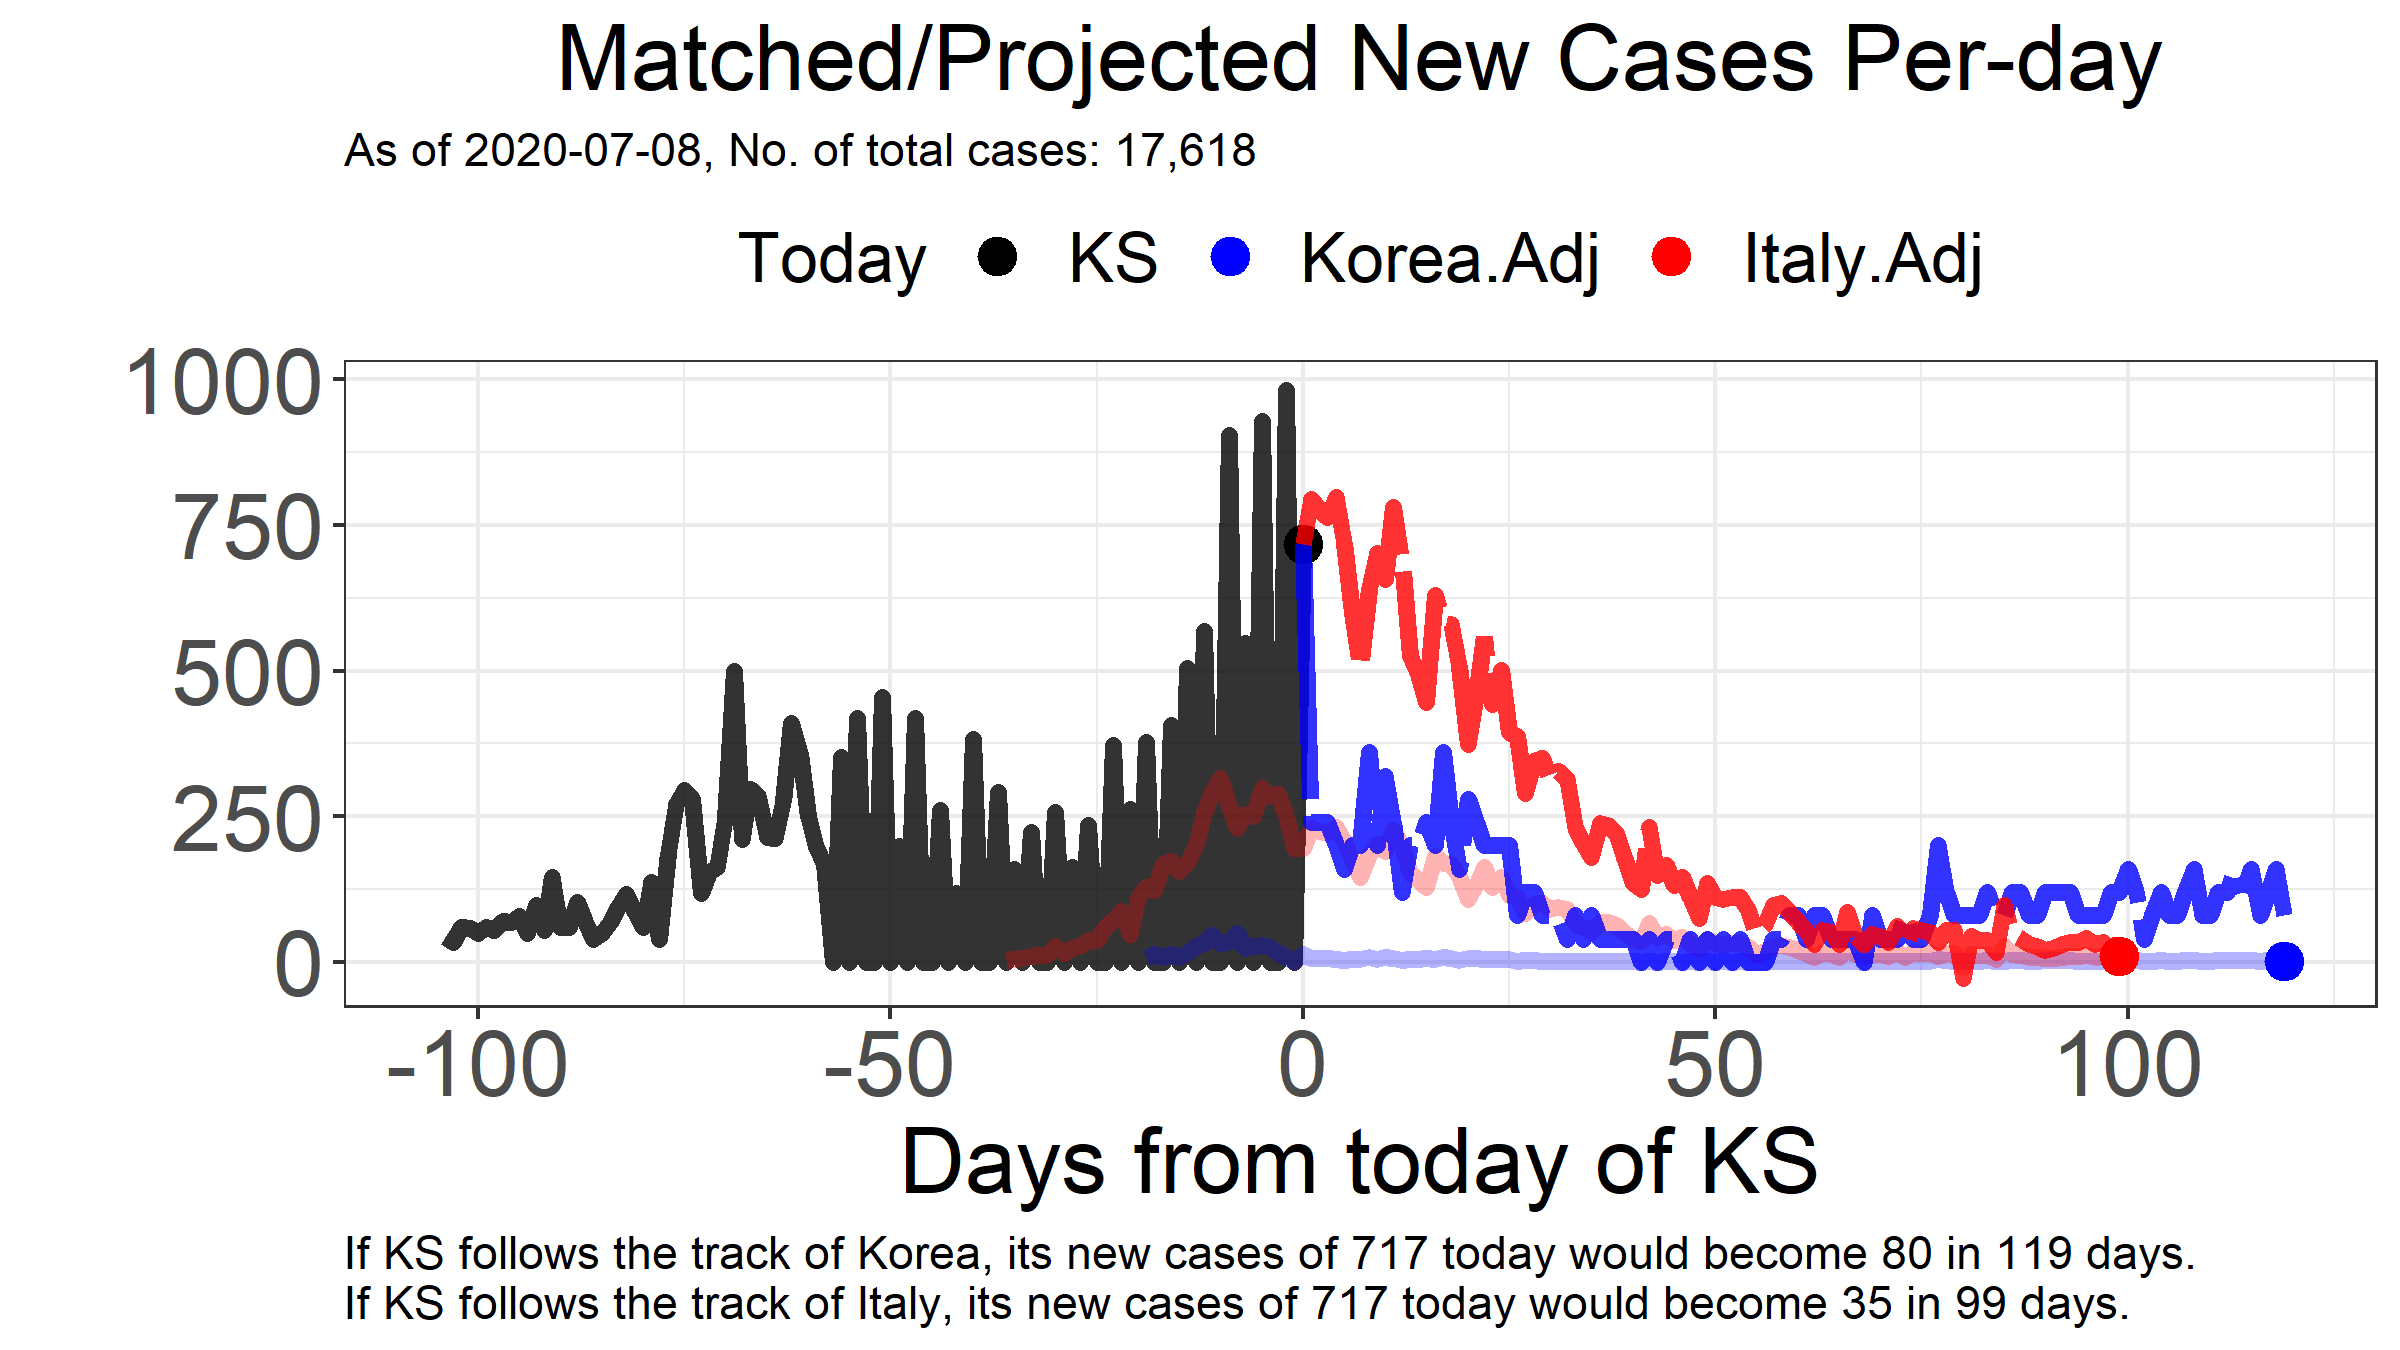 Matched/Projected New Cases Per-day
As of 2020-07-08, No. of total cases: 17,618
Today KS Korea.Adj Italy.Adj
1000
750
500
250
0
-100 -50 0 50 100
Days from today of KS
If KS follows the track of Korea, its new cases of 717 today would become 80 in 119 days.
If KS follows the track of Italy, its new cases of 717 today would become 35 in 99 days.